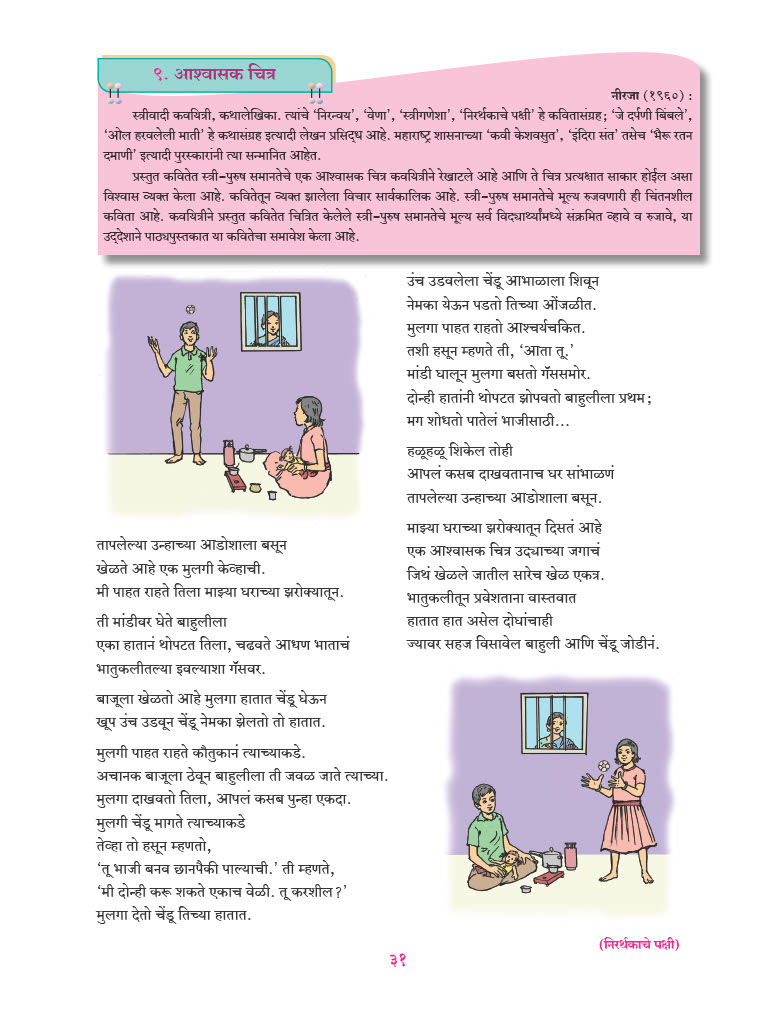 ९. आश्वासक चित्र
नीरजा (१९६०) :
स्त्रीवादी कवयित्री, कथालेखिका. त्यांचे ‘निरन्वय’, ‘वेणा’, ‘स्त्रीगणेशा’, ‘निरर्थकाचे पक्षी’ हे कवितासंग्रह; ‘जे दर्पणी बिंबले’,
‘ओल हरवलेली माती’ हे कथासंग्रह इत्यादी लेखन प्रसिद्ध आहे. महाराष्ट्र शासनाच्या ‘कवी केशवसुत’, ‘इंदिरा संत’ तसेच ‘भैरू रतन
दमाणी’ इत्यादी पुरस्कारांनी त्या सन्मानित आहेत.
प्रस्तुत कवितेत स्त्री-पुरुष समानतेचे एक आश्वासक चित्र कवयित्रीने रेखाटले आहे आणि ते चित्र प्रत्यक्षात साकार होईल असा
विश्वास व्यक्त केला आहे. कवितेतून व्यक्त झालेला विचार सार्वकालिक आहे. स्त्री-पुरुष समानतेचे मूल्य रुजवणारी ही चिंतनशील
कविता आहे. कवयित्रीने प्रस्तुत कवितेत चित्रित केलेले स्त्री-पुरुष समानतेचे मूल्य सर्व विद्यार्थ्यांमध्ये संक्रमित व्हावे व रुजावे, या
उद्देशाने पाठ्यपुस्तकात या कवितेचा समावेश केला आहे.
तापलेल्या उन्हाच्या आडोशाला बसून
खेळते आहे एक मुलगी केव्हाची.
मी पाहत राहते तिला माझ्या घराच्या झरोक्यातून.
ती मांडीवर घेते बाहुलीला
एका हातानं थोपटत तिला, चढवते आधण भाताचं
भातुकलीतल्या इवल्याशा गॅसवर.
बाजूला खेळतो आहे मुलगा हातात चेंडू घेऊन
खूप उंच उडवून चेंडू नेमका झेलतो तो हातात.
मुलगी पाहत राहते कौतुकानं त्याच्याकडे.
अचानक बाजूला ठेवून बाहुलीला ती जवळ जाते त्याच्या.
मुलगा दाखवतो तिला, आपलं कसब पुन्हा एकदा.
मुलगी चेंडू मागते त्याच्याकडे
तेव्हा तो हसून म्हणतो,
‘तू भाजी बनव छानपैकी पाल्याची.’ ती म्हणते,
‘मी दोन्ही करू शकते एकाच वेळी. तू करशील?’
मुलगा देतो चेंडू तिच्या हातात.
उंच उडवलेला चेंडू आभाळाला शिवून
नेमका येऊन पडतो तिच्या ओंजळीत.
मुलगा पाहत राहतो आश्चर्यचकित.
तशी हसून म्हणते ती, ‘आता तू.’
मांडी घालून मुलगा बसतो गॅससमोर.
दोन्ही हातांनी थोपटत झोपवतो बाहुलीला प्रथम;
मग शोधतो पातेलं भाजीसाठी...
हळूहळू शिकेल तोही
आपलं कसब दाखवतानाच घर सांभाळणं
तापलेल्या उन्हाच्या आडोशाला बसून.
माझ्या घराच्या झरोक्यातून दिसतं आहे
एक आश्वासक चित्र उद्याच्या जगाचं
जिथं खेळले जातील सारेच खेळ एकत्र.
भातुकलीतून प्रवेशताना वास्तवात
हातात हात असेल दोघांचाही
ज्यावर सहज विसावेल बाहुली आणि चेंडू जोडीनं.
(निरर्थकाचे पक्षी)
३१